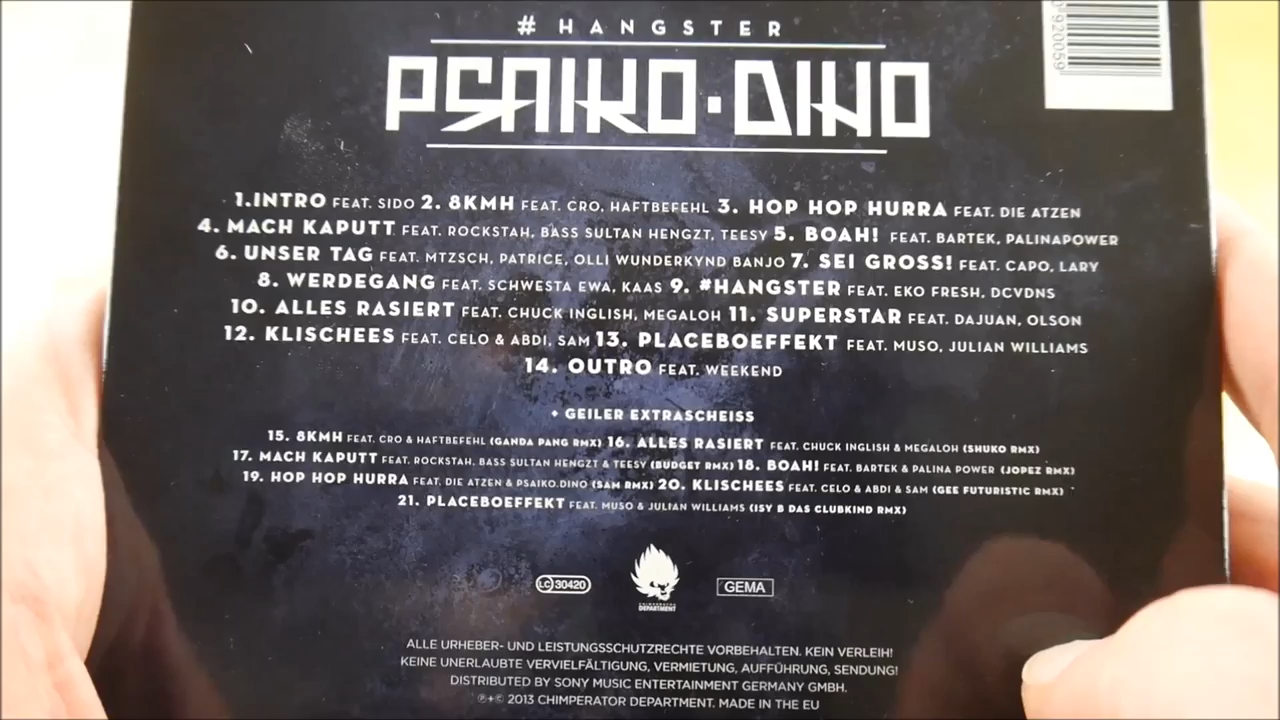 # HANGSTER
PSAIKO·DINO
092059
1.INTRO FEAT. SIDO 2. 8KMH FEAT. CRO, HAFTBEFEHL 3. HOP HOP HURRA FEAT. DIE ATZEN
4. MACH KAPUTT FEAT. ROCKSTAH, BASS SULTAN HENGZT, TEESY 5. BOAH! FEAT. BARTEK, PALINAPOWER
6. UNSER TAG FEAT. MTZSCH, PATRICE, OLLI WUNDERKYND BANJO 7. SEI GROSS! FEAT. CAPO, LARY
8. WERDEGANG FEAT. SCHWESTA EWA, KAAS 9. #HANGSTER FEAT. EKO FRESH, DCVDNS
10. ALLES RASIERT FEAT. CHUCK INGLISH, MEGALOH 11. SUPERSTAR FEAT. DAJUAN, OLSON
12. KLISCHEES FEAT. CELO & ABDI, SAM 13. PLACEBOEFFEKT FEAT. MUSO, JULIAN WILLIAMS
14. OUTRO FEAT. WEEKEND
+ GEILER EXTRASCHEISS
15. 8KMH FEAT. CRO & HAFTBEFEHL (GANDA PANG RMX) 16. ALLES RASIERT FEAT. CHUCK INGLISH & MEGALOH (SHUKO RMX)
17. MACH KAPUTT FEAT. ROCKSTAH, BASS SULTAN HENGZT & TEESY (BUDGET RMX) 18. BOAH! FEAT. BARTEK & PALINA POWER (JOPEZ RMX)
19. HOP HOP HURRA FEAT. DIE ATZEN & PSAIKO.DINO (SAM RMX) 20. KLISCHEES FEAT. CELO & ABDI & SAM (GEE FUTURISTIC RMX)
21. PLACEBOEFFEKT FEAT. MUSO & JULIAN WILLIAMS (ISY B DAS CLUBKIND RMX)
LC 30420
CHIMPERATOR
DEPARTMENT
GEMA
ALLE URHEBER- UND LEISTUNGSSCHUTZRECHTE VORBEHALTEN. KEIN VERLEIH!
KEINE UNERLAUBTE VERVIELFÄLTIGUNG, VERMIETUNG, AUFFÜHRUNG, SENDUNG!
DISTRIBUTED BY SONY MUSIC ENTERTAINMENT GERMANY GMBH.
℗+© 2013 CHIMPERATOR DEPARTMENT. MADE IN THE EU